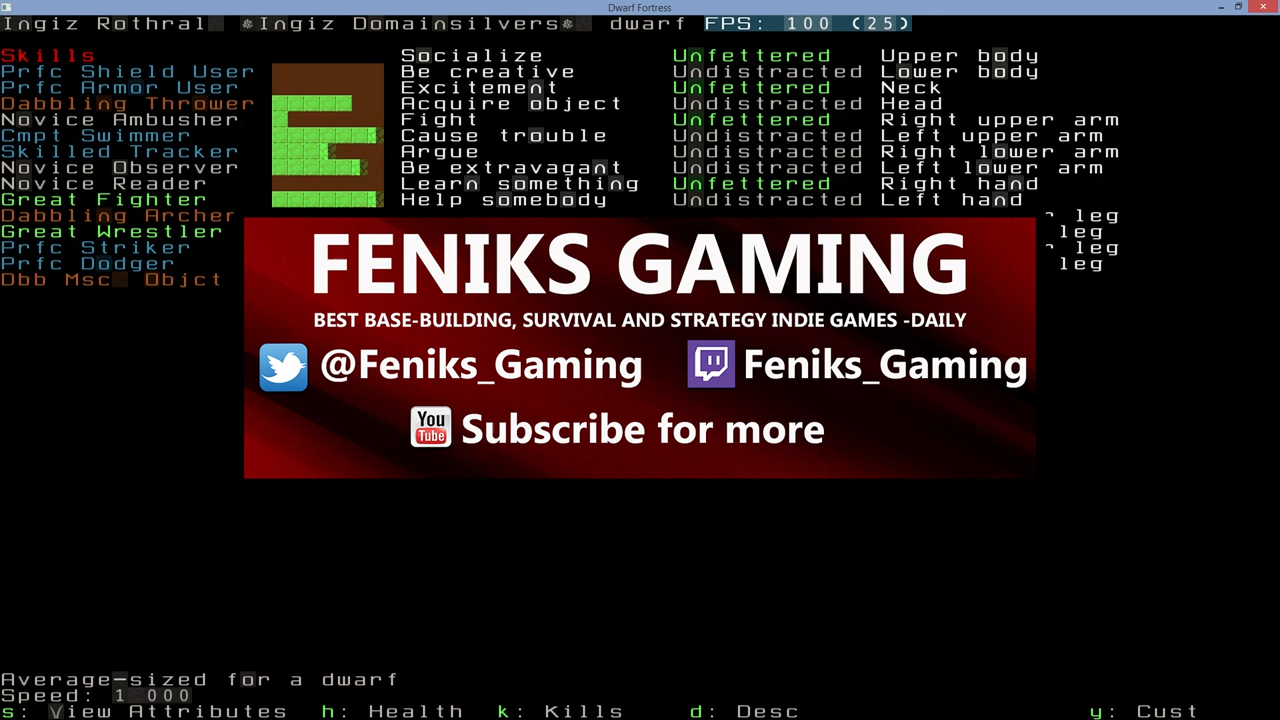 Dwarf Fortress
Ingiz Rothral *Ingiz Domainsilvers* dwarf FPS: 100 (25)
Skills
Prfc Shield User
Prfc Armor User
Dabbling Thrower
Novice Ambusher
Cmpt Swimmer
Skilled Tracker
Novice Observer
Novice Reader
Great Fighter
Dabbling Archer
Great Wrestler
Prfc Striker
Prfc Dodger
Dbb Msc Objct
Socialize Unfettered
Be creative Undistracted
Excitement Unfettered
Acquire object Undistracted
Fight Unfettered
Cause trouble Undistracted
Argue Undistracted
Be extravagant Undistracted
Learn something Unfettered
Help somebody Undistracted
Upper body
Lower body
Neck
Head
Right upper arm
Left upper arm
Right lower arm
Left lower arm
Right hand
Left hand
leg
leg
leg
leg
FENIKS GAMING
BEST BASE-BUILDING, SURVIVAL AND STRATEGY INDIE GAMES -DAILY
@Feniks_Gaming Feniks_Gaming
You Tube Subscribe for more
Average-sized for a dwarf
Speed: 1 000
s: View Attributes h: Health k: Kills d: Desc y: Cust